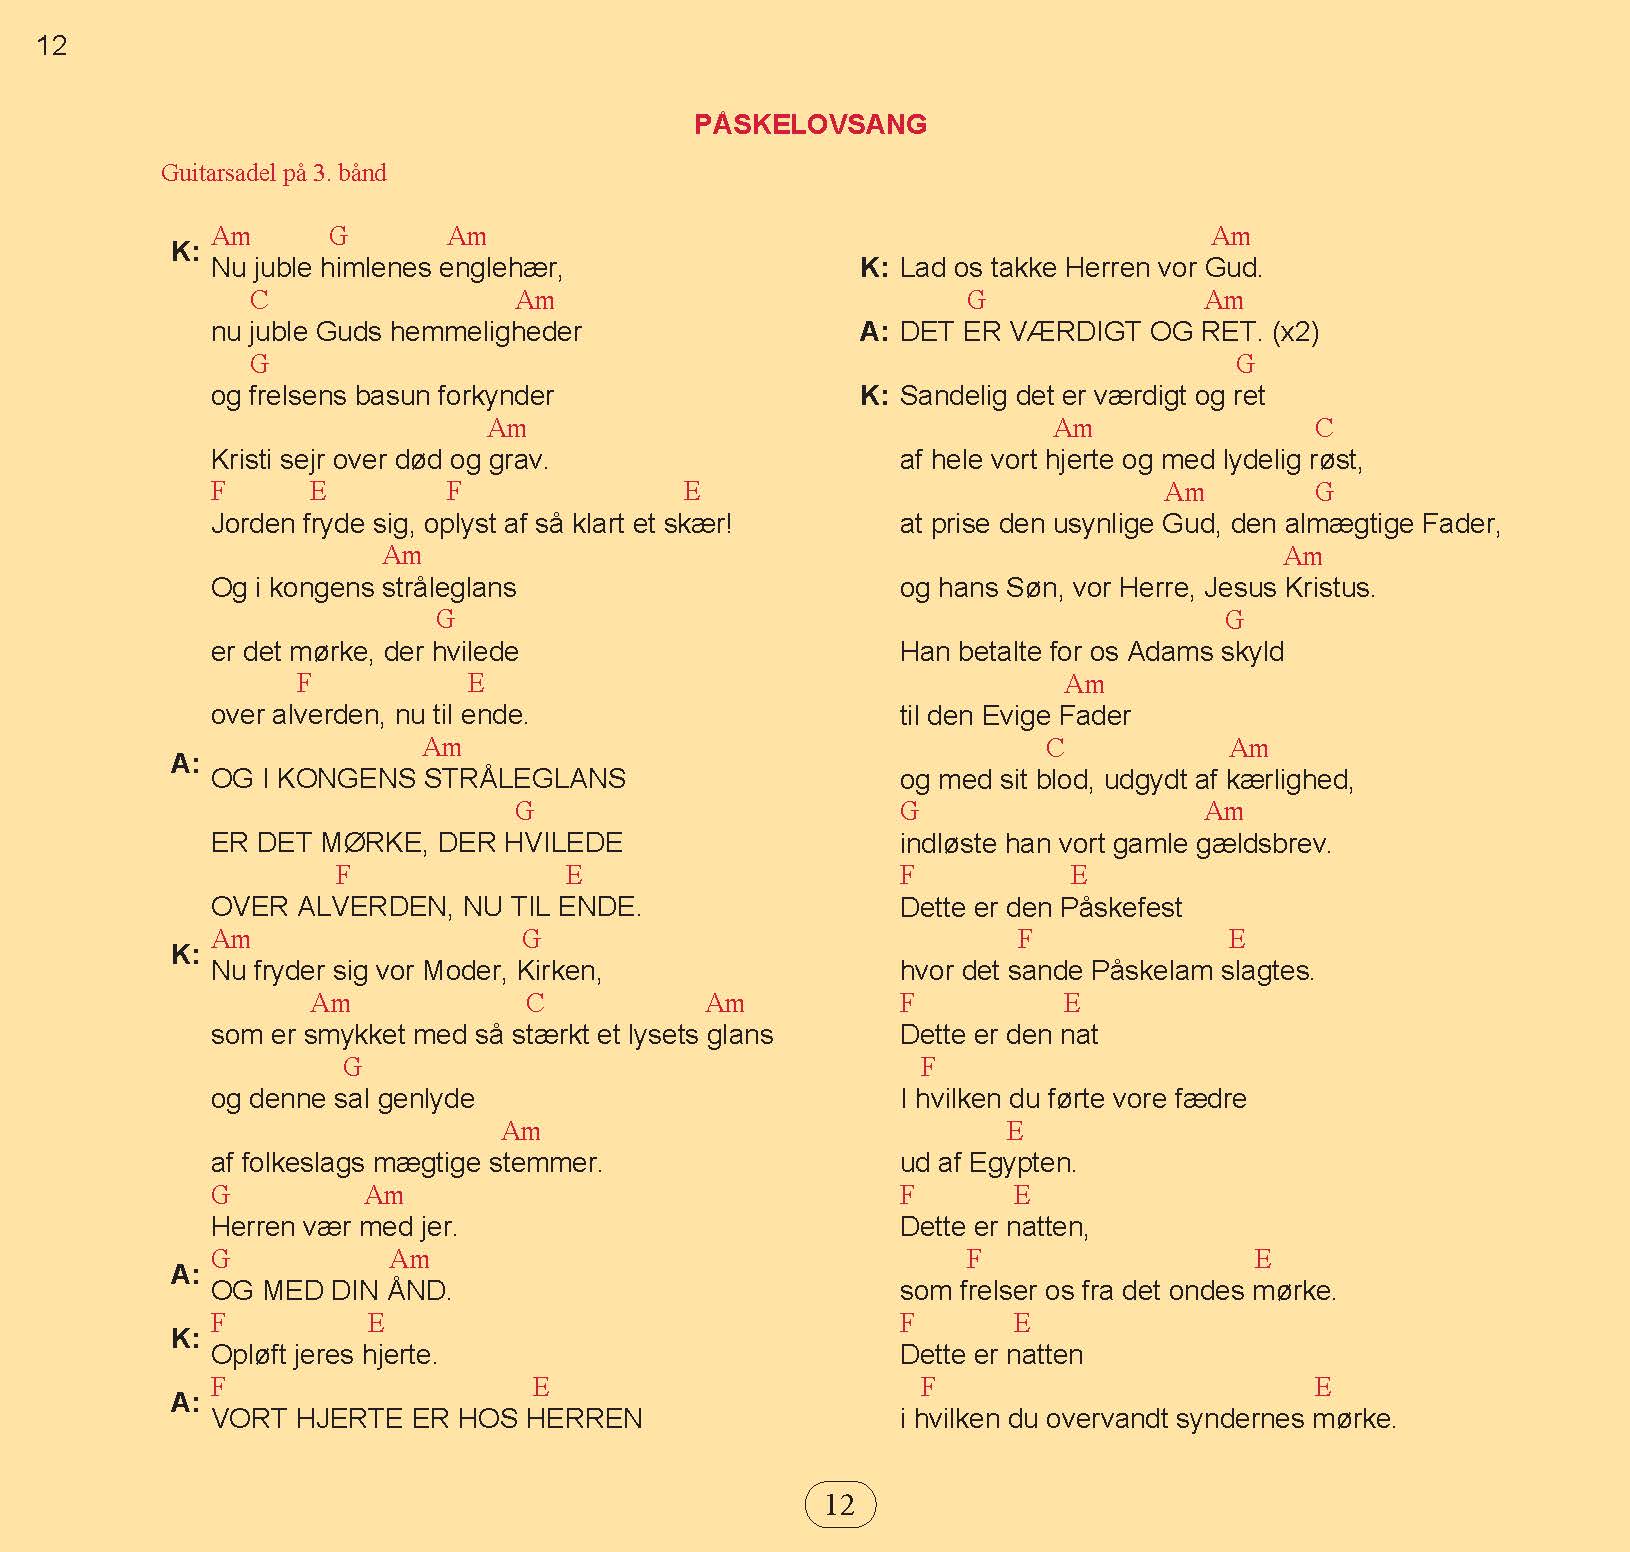 12
PÅSKELOVSANG
Guitarsadel på 3. bånd
Am G Am
K: Nu juble himlenes englehær,
C Am
nu juble Guds hemmeligheder
G
og frelsens basun forkynder
Am
Kristi sejr over død og grav.
F E F E
Jorden fryde sig, oplyst af så klart et skær!
Am
Og i kongens stråleglans
G
er det mørke, der hvilede
F E
over alverden, nu til ende.
Am
A: OG I KONGENS STRÅLEGLANS
G
ER DET MØRKE, DER HVILEDE
F E
OVER ALVERDEN, NU TIL ENDE.
Am G
K: Nu fryder sig vor Moder, Kirken,
Am C Am
som er smykket med så stærkt et lysets glans
G
og denne sal genlyde
Am
af folkeslags mægtige stemmer.
G Am
Herren vær med jer.
G Am
A: OG MED DIN ÅND.
F E
K: Opløft jeres hjerte.
F E
A: VORT HJERTE ER HOS HERREN
Am
K: Lad os takke Herren vor Gud.
G Am
A: DET ER VÆRDIGT OG RET. (x2)
G
K: Sandelig det er værdigt og ret
Am C
af hele vort hjerte og med lydelig røst,
Am G
at prise den usynlige Gud, den almægtige Fader,
Am
og hans Søn, vor Herre, Jesus Kristus.
G
Han betalte for os Adams skyld
Am
til den Evige Fader
C Am
og med sit blod, udgydt af kærlighed,
G Am
indløste han vort gamle gældsbrev.
F E
Dette er den Påskefest
F E
hvor det sande Påskelam slagtes.
F E
Dette er den nat
F
I hvilken du førte vore fædre
E
ud af Egypten.
F E
Dette er natten,
F E
som frelser os fra det ondes mørke.
F E
Dette er natten
F E
i hvilken du overvandt syndernes mørke.
12